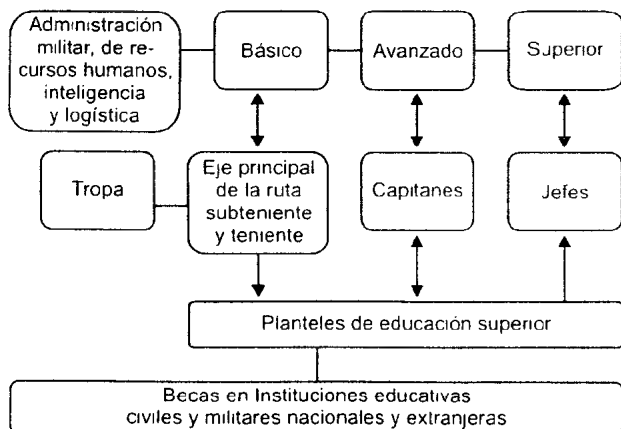 Administración
militar, de re-
cursos humanos,
inteligencia
y logística
Básico
Avanzado
Superior
Tropa
Eje principal
de la ruta
subteniente
y teniente
Capitanes
Jefes
Planteles de educación superior
Becas en Instituciones educativas
civiles y militares nacionales y extranjeras